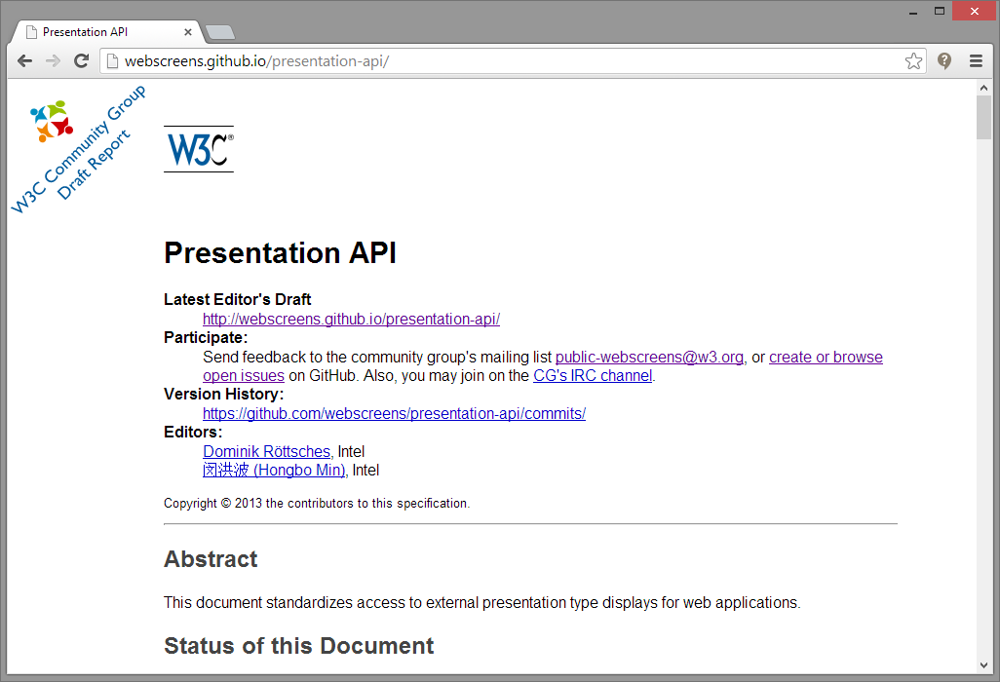 Presentation API
webscreens.github.io/presentation-api/
W3C Community Group
Draft Report
W3C®
Presentation API
Latest Editor's Draft
http://webscreens.github.io/presentation-api/
Participate:
Send feedback to the community group's mailing list public-webscreens@w3.org, or create or browse
open issues on GitHub. Also, you may join on the CG's IRC channel.
Version History:
https://github.com/webscreens/presentation-api/commits/
Editors:
Dominik Röttsches, Intel
闵洪波 (Hongbo Min), Intel
Copyright © 2013 the contributors to this specification.
Abstract
This document standardizes access to external presentation type displays for web applications.
Status of this Document